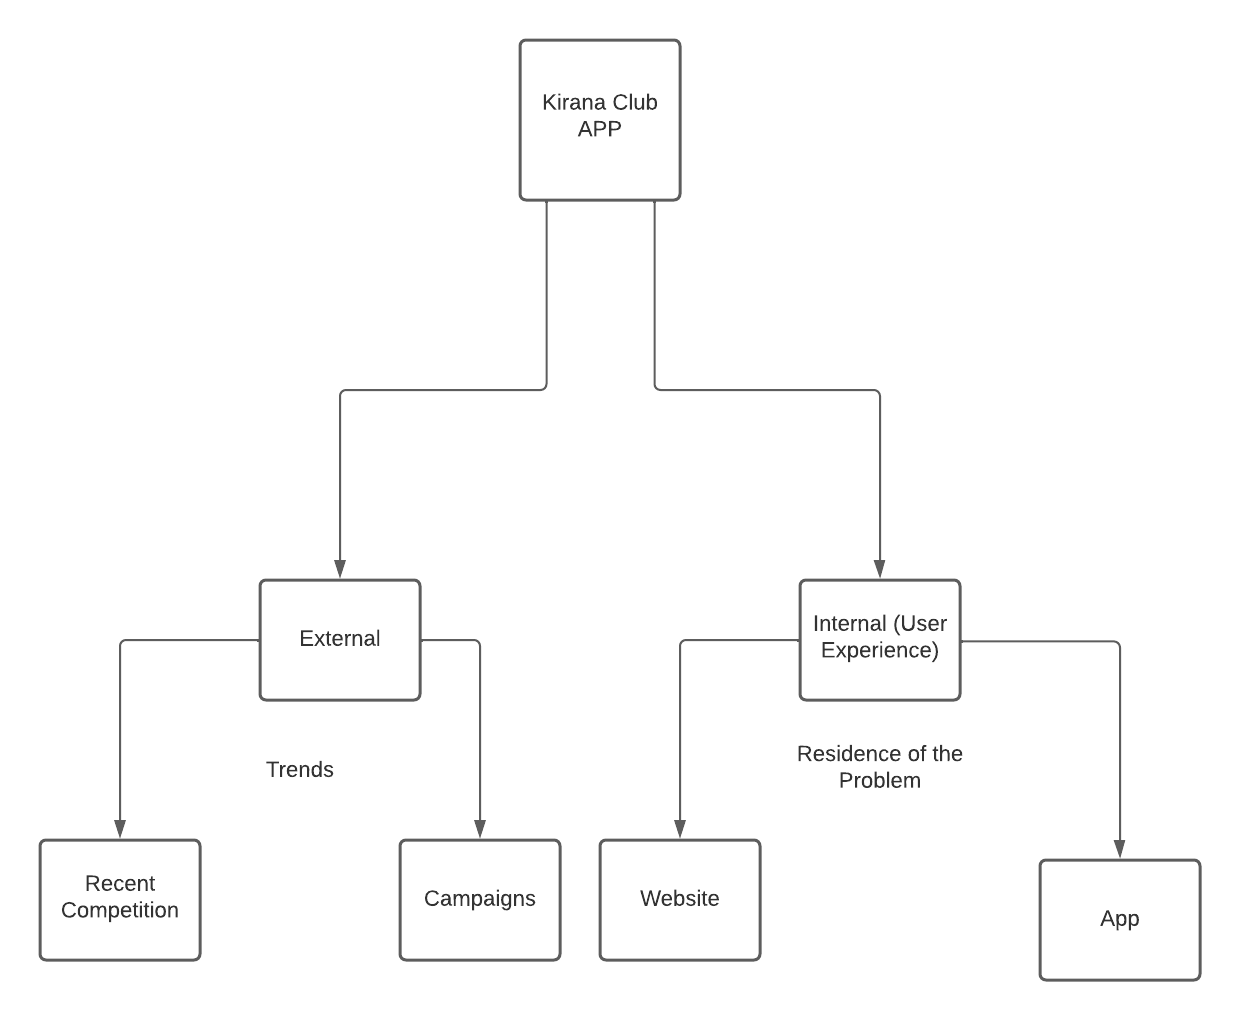 Kirana Club
APP
External
Internal (User
Experience)
Trends
Residence of the
Problem
Recent
Competition
Campaigns
Website
App